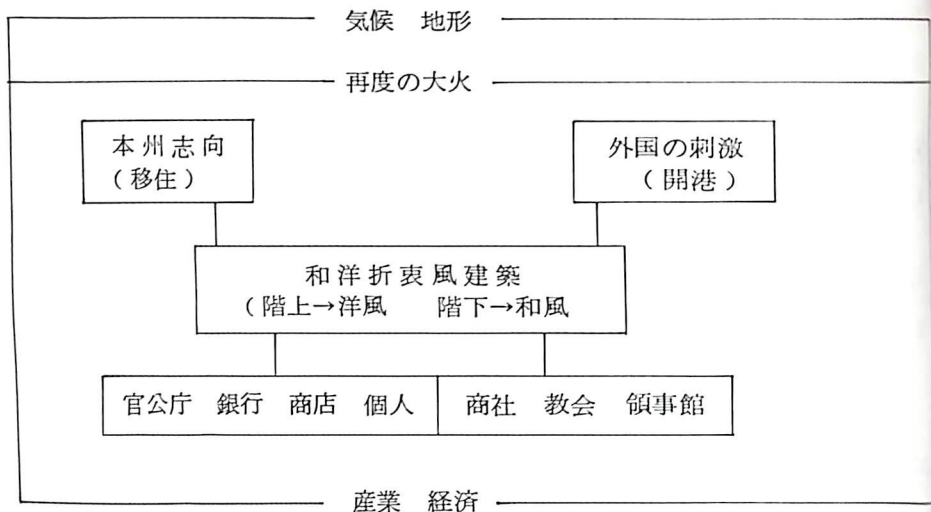 気候 地形
再度の大火
本州志向
(移住)
外国の刺激
(開港)
和洋折衷風建築
(階上→洋風 階下→和風
官公庁 銀行 商店 個人
商社 教会 領事館
産業 経済